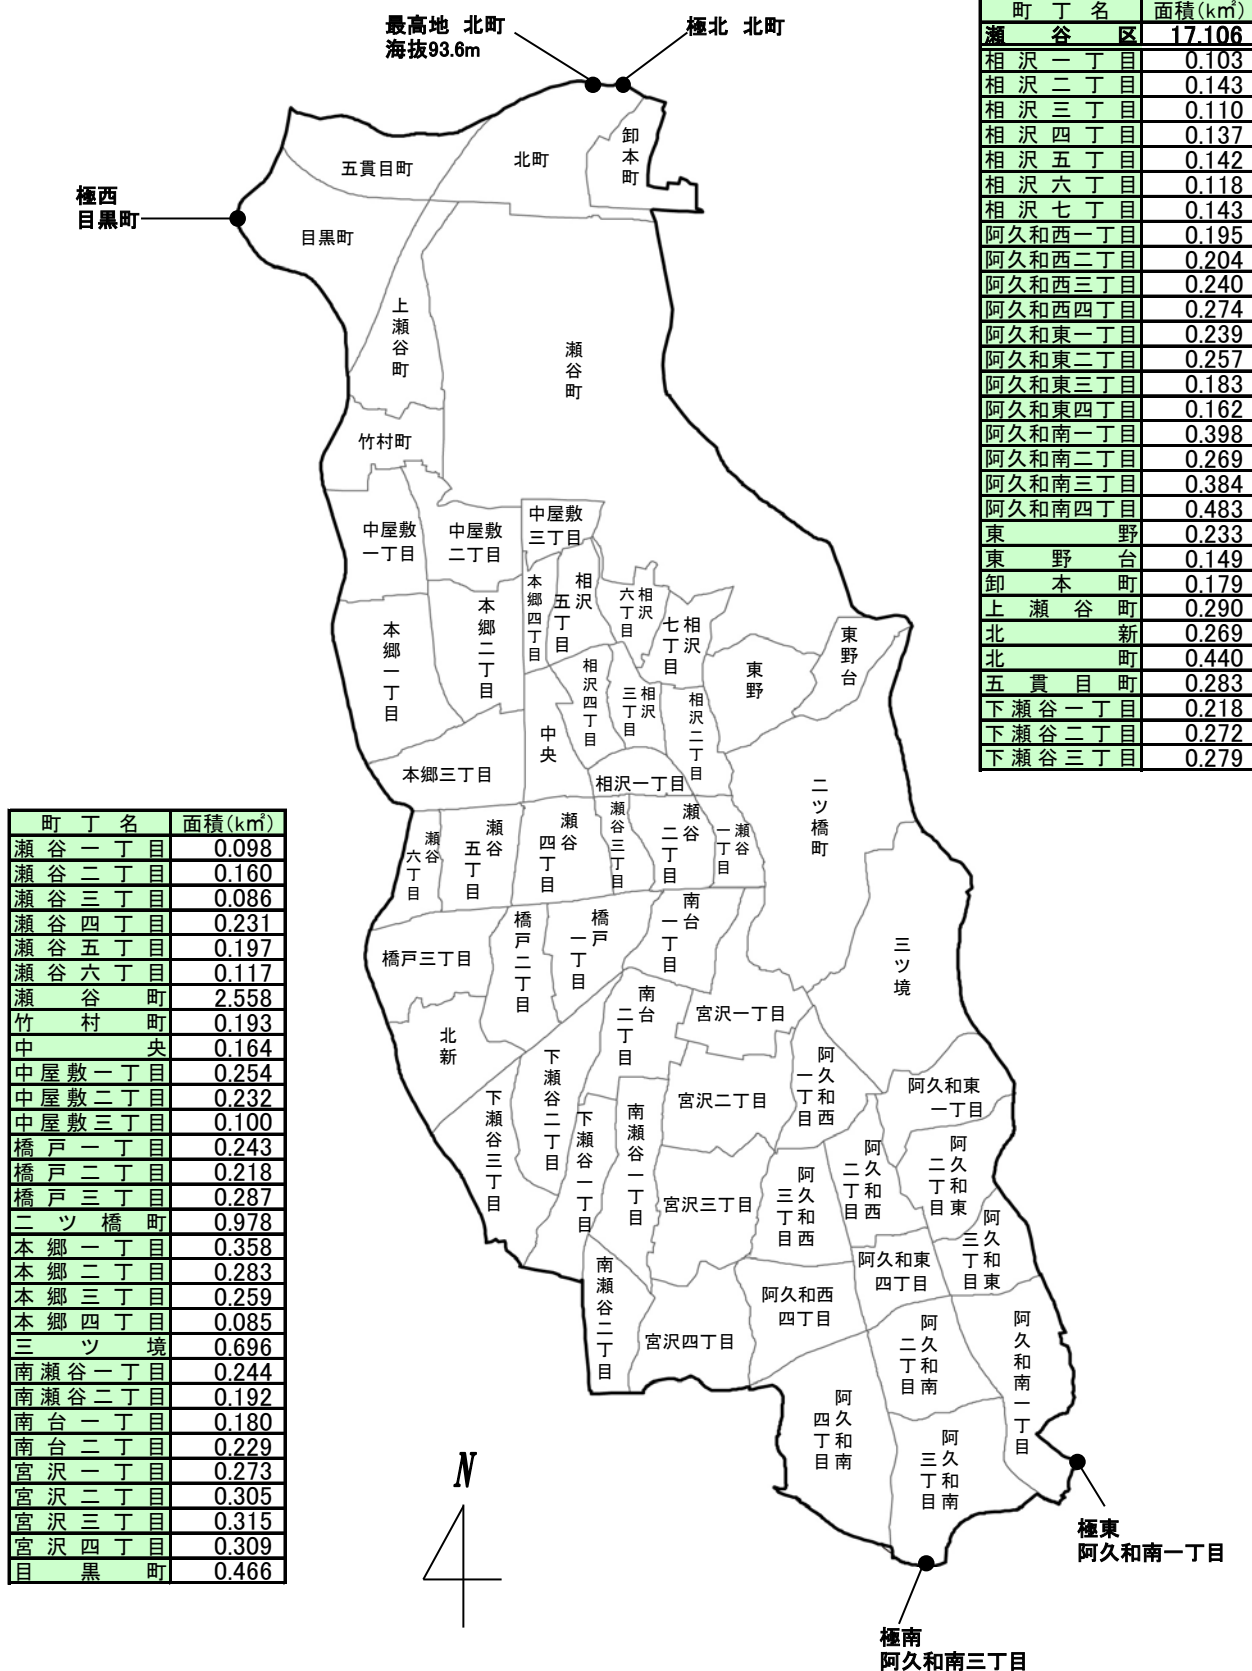 最高地 北町
海抜93.6m
極北 北町
極西
目黒町
五貫目町
北町
卸本町
目黒町
上瀬谷町
瀬谷町
竹村町
中屋敷
一丁目
中屋敷
二丁目
中屋敷
三丁目
本郷四丁目
相沢
五丁目
相沢
六丁目
相沢
七丁目
本郷一丁目
本郷二丁目
相沢四丁目
相沢
三丁目
相沢二丁目
東野
東野台
中央
本郷三丁目
相沢一丁目
二ツ橋町
瀬谷
六丁目
瀬谷
五丁目
瀬谷
四丁目
瀬谷三丁目
瀬谷
二丁目
瀬谷
一丁目
橋戸三丁目
橋戸二丁目
橋戸
一丁目
南台
一丁目
三ツ境
北新
南台
二丁目
宮沢一丁目
下瀬谷三丁目
下瀬谷二丁目
下瀬谷一丁目
南瀬谷一丁目
宮沢二丁目
阿久和西
一丁目
阿久和東
一丁目
阿久和西
二丁目
阿久和東
二丁目
宮沢三丁目
阿久和西
三丁目
阿久和東
三丁目
阿久和東
四丁目
南瀬谷二丁目
宮沢四丁目
阿久和西
四丁目
阿久和南
二丁目
阿久和南一丁目
阿久和南
四丁目
阿久和南
三丁目
N
極東
阿久和南一丁目
極南
阿久和南三丁目
町丁名 面積(km²)
瀬谷区 17.106
相沢一丁目 0.103
相沢二丁目 0.143
相沢三丁目 0.110
相沢四丁目 0.137
相沢五丁目 0.142
相沢六丁目 0.118
相沢七丁目 0.143
阿久和西一丁目 0.195
阿久和西二丁目 0.204
阿久和西三丁目 0.240
阿久和西四丁目 0.274
阿久和東一丁目 0.239
阿久和東二丁目 0.257
阿久和東三丁目 0.183
阿久和東四丁目 0.162
阿久和南一丁目 0.398
阿久和南二丁目 0.269
阿久和南三丁目 0.384
阿久和南四丁目 0.483
東野 0.233
東野台 0.149
卸本町 0.179
上瀬谷町 0.290
北新 0.269
北町 0.440
五貫目町 0.283
下瀬谷一丁目 0.218
下瀬谷二丁目 0.272
下瀬谷三丁目 0.279
町丁名 面積(km²)
瀬谷一丁目 0.098
瀬谷二丁目 0.160
瀬谷三丁目 0.086
瀬谷四丁目 0.231
瀬谷五丁目 0.197
瀬谷六丁目 0.117
瀬谷町 2.558
竹村町 0.193
中央 0.164
中屋敷一丁目 0.254
中屋敷二丁目 0.232
中屋敷三丁目 0.100
橋戸一丁目 0.243
橋戸二丁目 0.218
橋戸三丁目 0.287
二ツ橋町 0.978
本郷一丁目 0.358
本郷二丁目 0.283
本郷三丁目 0.259
本郷四丁目 0.085
三ツ境 0.696
南瀬谷一丁目 0.244
南瀬谷二丁目 0.192
南台一丁目 0.180
南台二丁目 0.229
宮沢一丁目 0.273
宮沢二丁目 0.305
宮沢三丁目 0.315
宮沢四丁目 0.309
目黒町 0.466